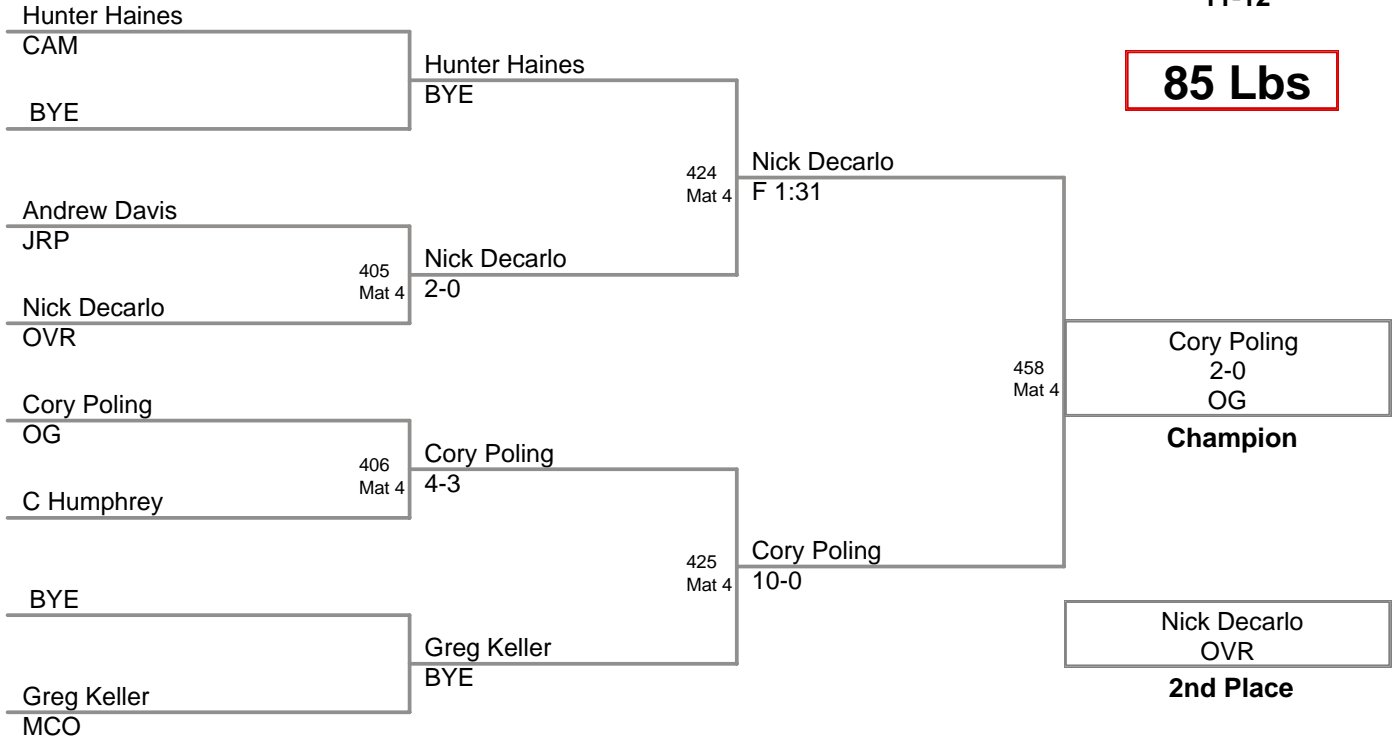 11-12
85 Lbs
Hunter Haines
CAM
BYE
Andrew Davis
JRP
Nick Decarlo
OVR
Cory Poling
OG
C Humphrey
BYE
Greg Keller
MCO
405
Mat 4
406
Mat 4
Hunter Haines
BYE
Nick Decarlo
2-0
Cory Poling
4-3
Greg Keller
BYE
424
Mat 4
425
Mat 4
Nick Decarlo
F 1:31
Cory Poling
10-0
458
Mat 4
Cory Poling
2-0
OG
Champion
Nick Decarlo
OVR
2nd Place